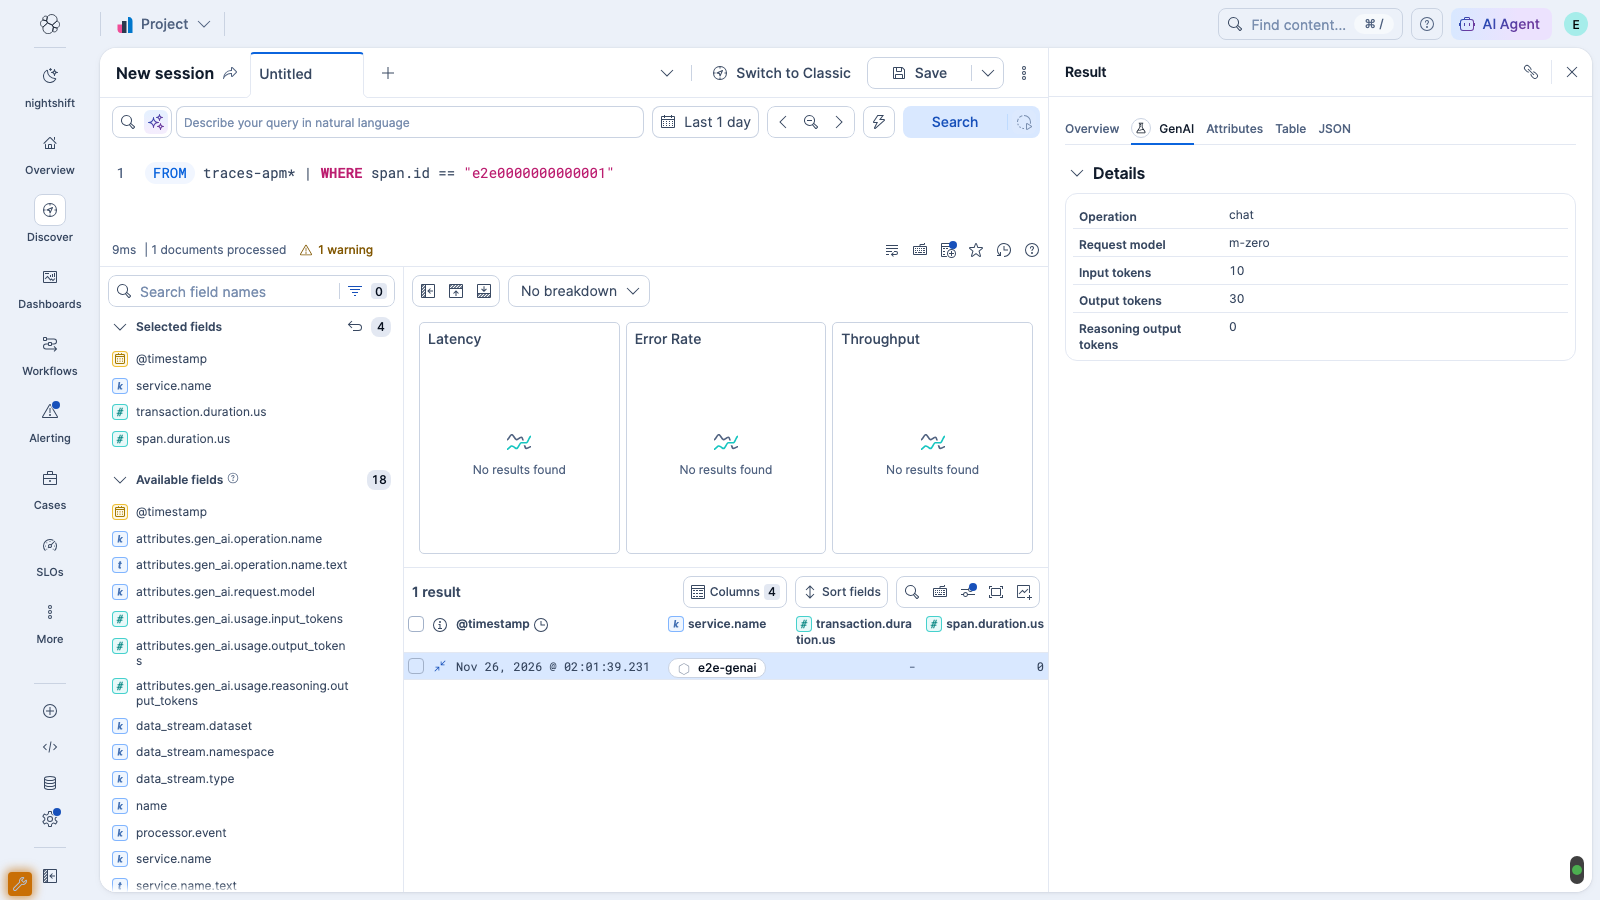 Project
Find content...
⌘ /
AI Agent
E
nightshift
Overview
Discover
Dashboards
Workflows
Alerting
Cases
SLOs
More
New session
Untitled
Switch to Classic
Save
Describe your query in natural language
Last 1 day
Search
1 FROM traces-apm* | WHERE span.id == "e2e0000000000001"
9ms | 1 documents processed
1 warning
Search field names
0
Selected fields
4
@timestamp
k service.name
# transaction.duration.us
# span.duration.us
Available fields
18
@timestamp
k attributes.gen_ai.operation.name
t attributes.gen_ai.operation.name.text
k attributes.gen_ai.request.model
# attributes.gen_ai.usage.input_tokens
# attributes.gen_ai.usage.output_token
s
# attributes.gen_ai.usage.reasoning.out
put_tokens
k data_stream.dataset
k data_stream.namespace
k data_stream.type
k name
k processor.event
k service.name
t service.name.text
No breakdown
Latency
No results found
Error Rate
No results found
Throughput
No results found
1 result
Columns 4
Sort fields
@timestamp
k service.name
# transaction.dura
tion.us
# span.duration.us
Nov 26, 2026 @ 02:01:39.231
e2e-genai
-
0
Result
Overview
GenAI
Attributes
Table
JSON
Details
Operation chat
Request model m-zero
Input tokens 10
Output tokens 30
Reasoning output 0
tokens